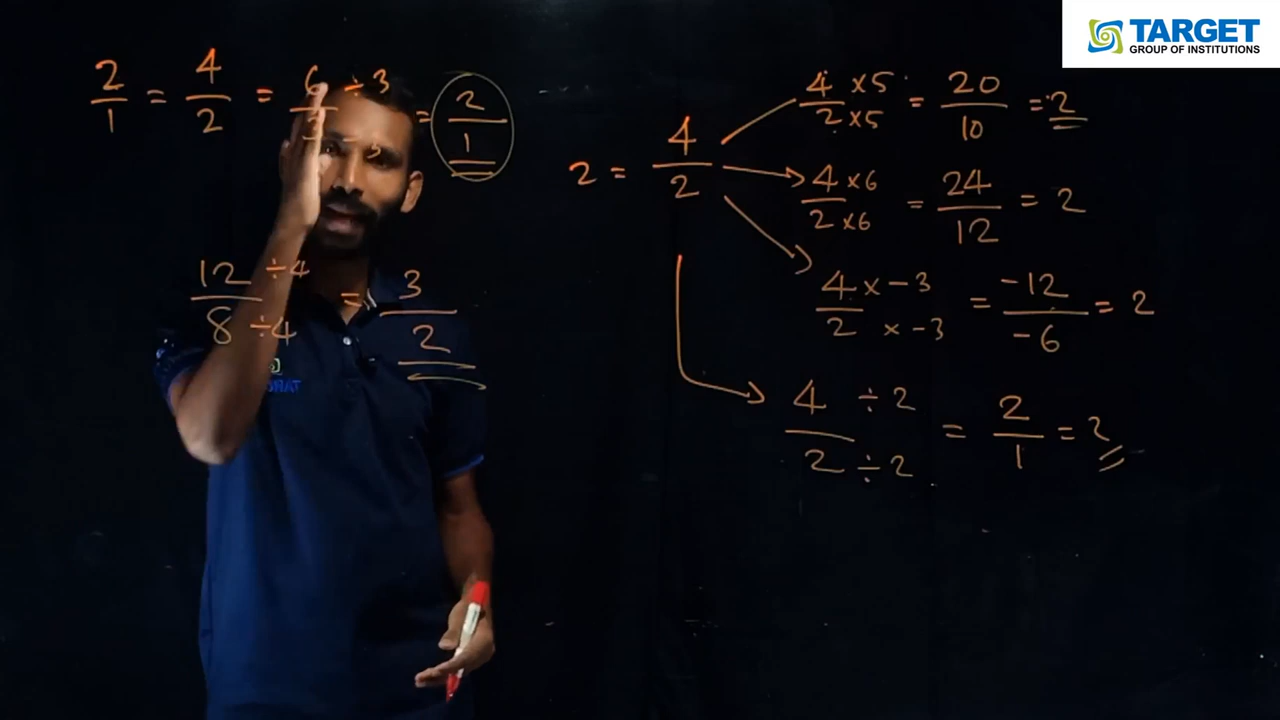 TARGET
GROUP OF INSTITUTIONS
2/1 = 4/2 = 6/3 ÷3 = 2/1
12/8 ÷4 ÷4 = 3/2
2 = 4/2
4/2 ×5 ×5 = 20/10 = 2
4/2 ×6 ×6 = 24/12 = 2
4/2 × -3 × -3 = -12/-6 = 2
4/2 ÷2 ÷2 = 2/1 = 2